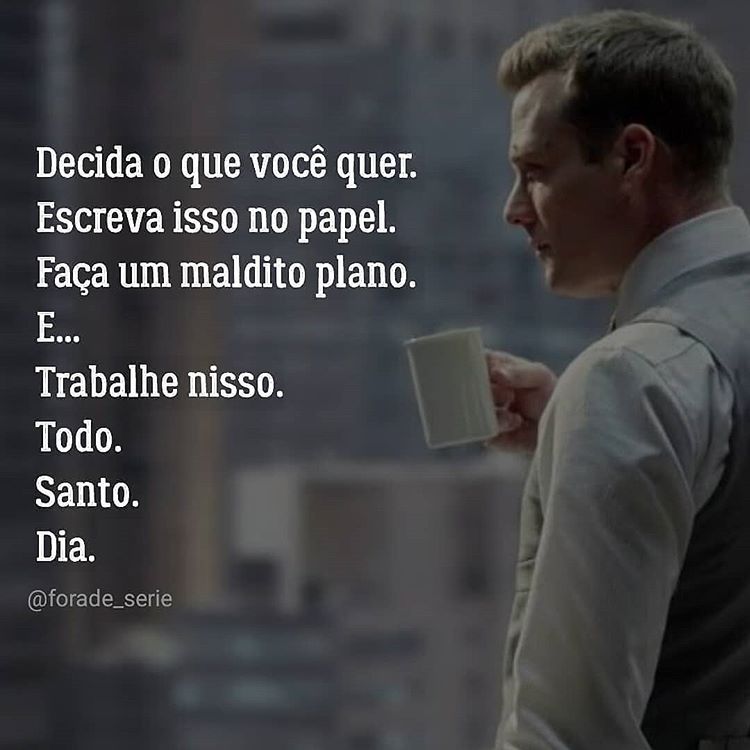 Decida o que você quer.
Escreva isso no papel.
Faça um maldito plano.
E...
Trabalhe nisso.
Todo.
Santo.
Dia.
@forade_serie